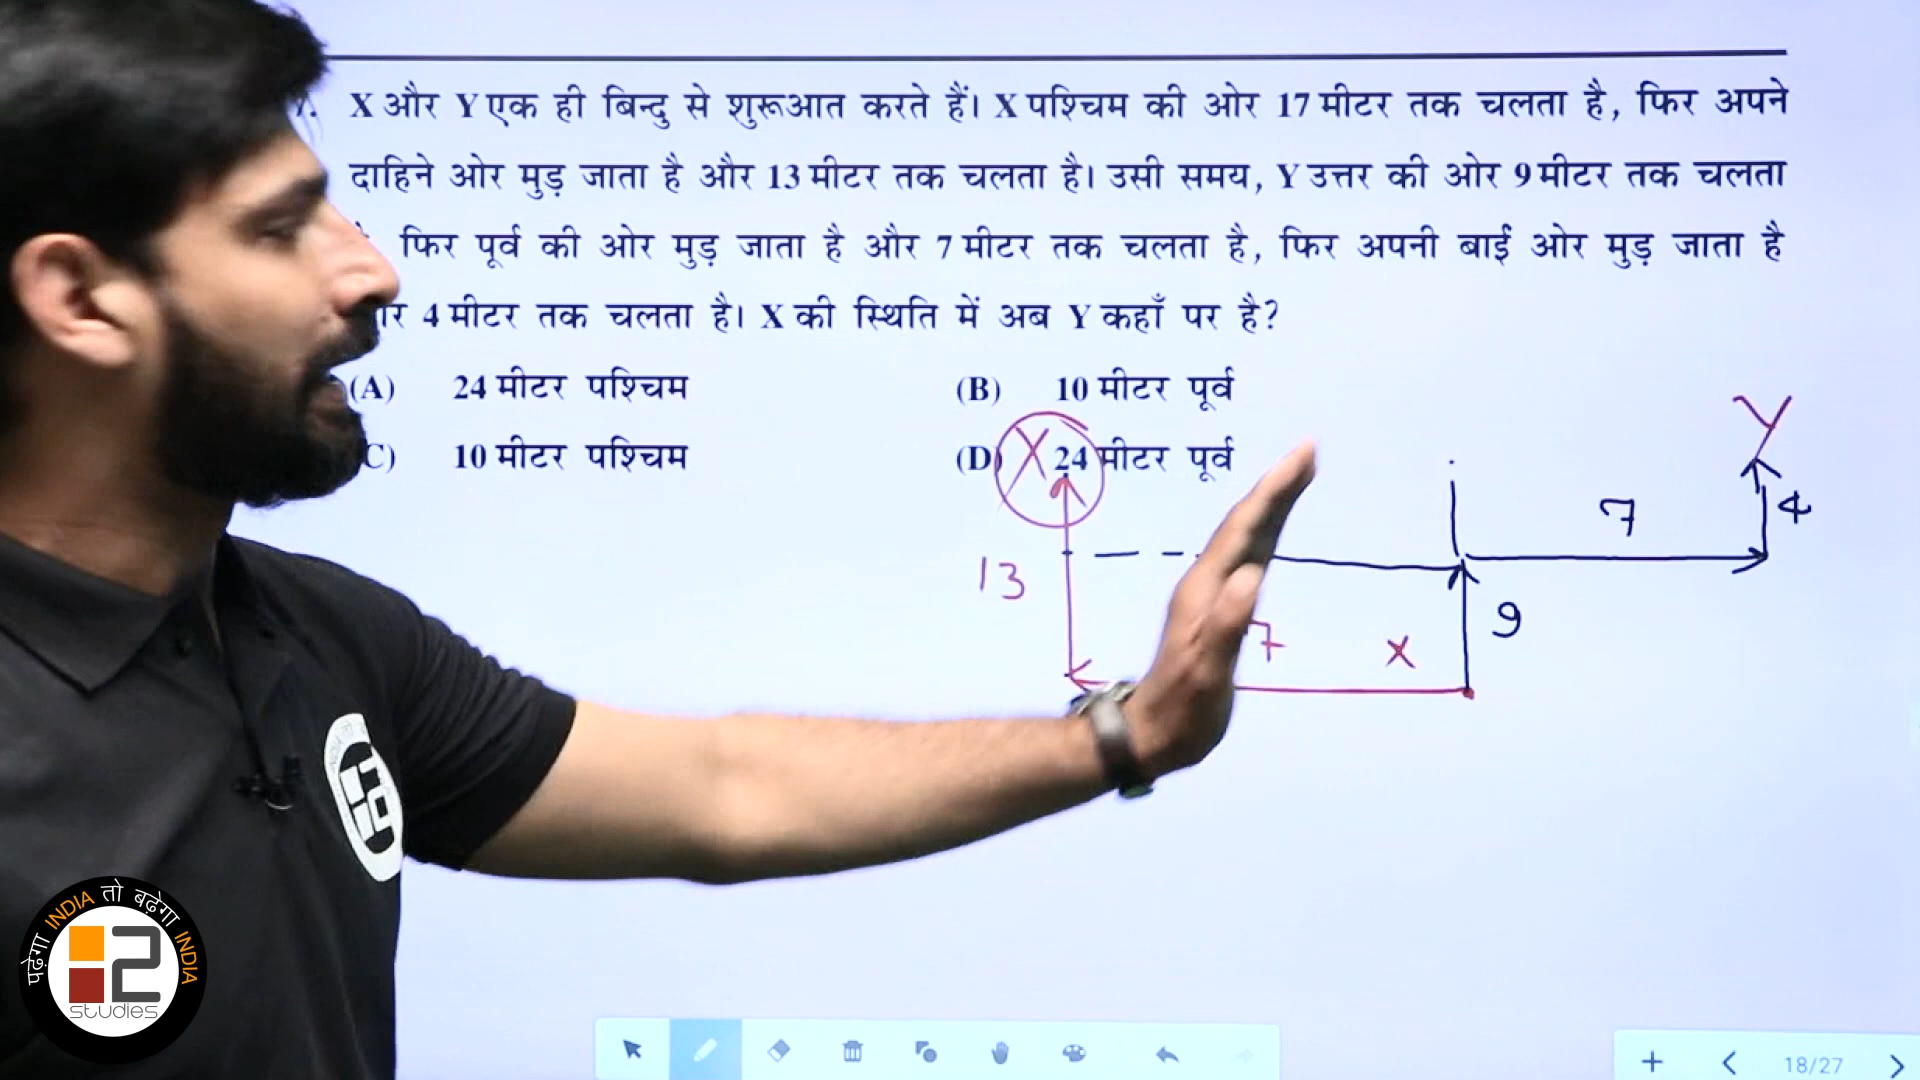 X और Y एक ही बिन्दु से शुरूआत करते हैं। X पश्चिम की ओर 17 मीटर तक चलता है, फिर अपने
दाहिने ओर मुड़ जाता है और 13 मीटर तक चलता है। उसी समय, Y उत्तर की ओर 9 मीटर तक चलता
फिर पूर्व की ओर मुड़ जाता है और 7 मीटर तक चलता है, फिर अपनी बाईं ओर मुड़ जाता है
4 मीटर तक चलता है। X की स्थिति में अब Y कहाँ पर है?
(A) 24 मीटर पश्चिम (B) 10 मीटर पूर्व
C) 10 मीटर पश्चिम (D) 24 मीटर पूर्व
X
Y
7
4
13
9
7
X
पढ़ेगा INDIA तो बढ़ेगा INDIA
i2
studies
18/27